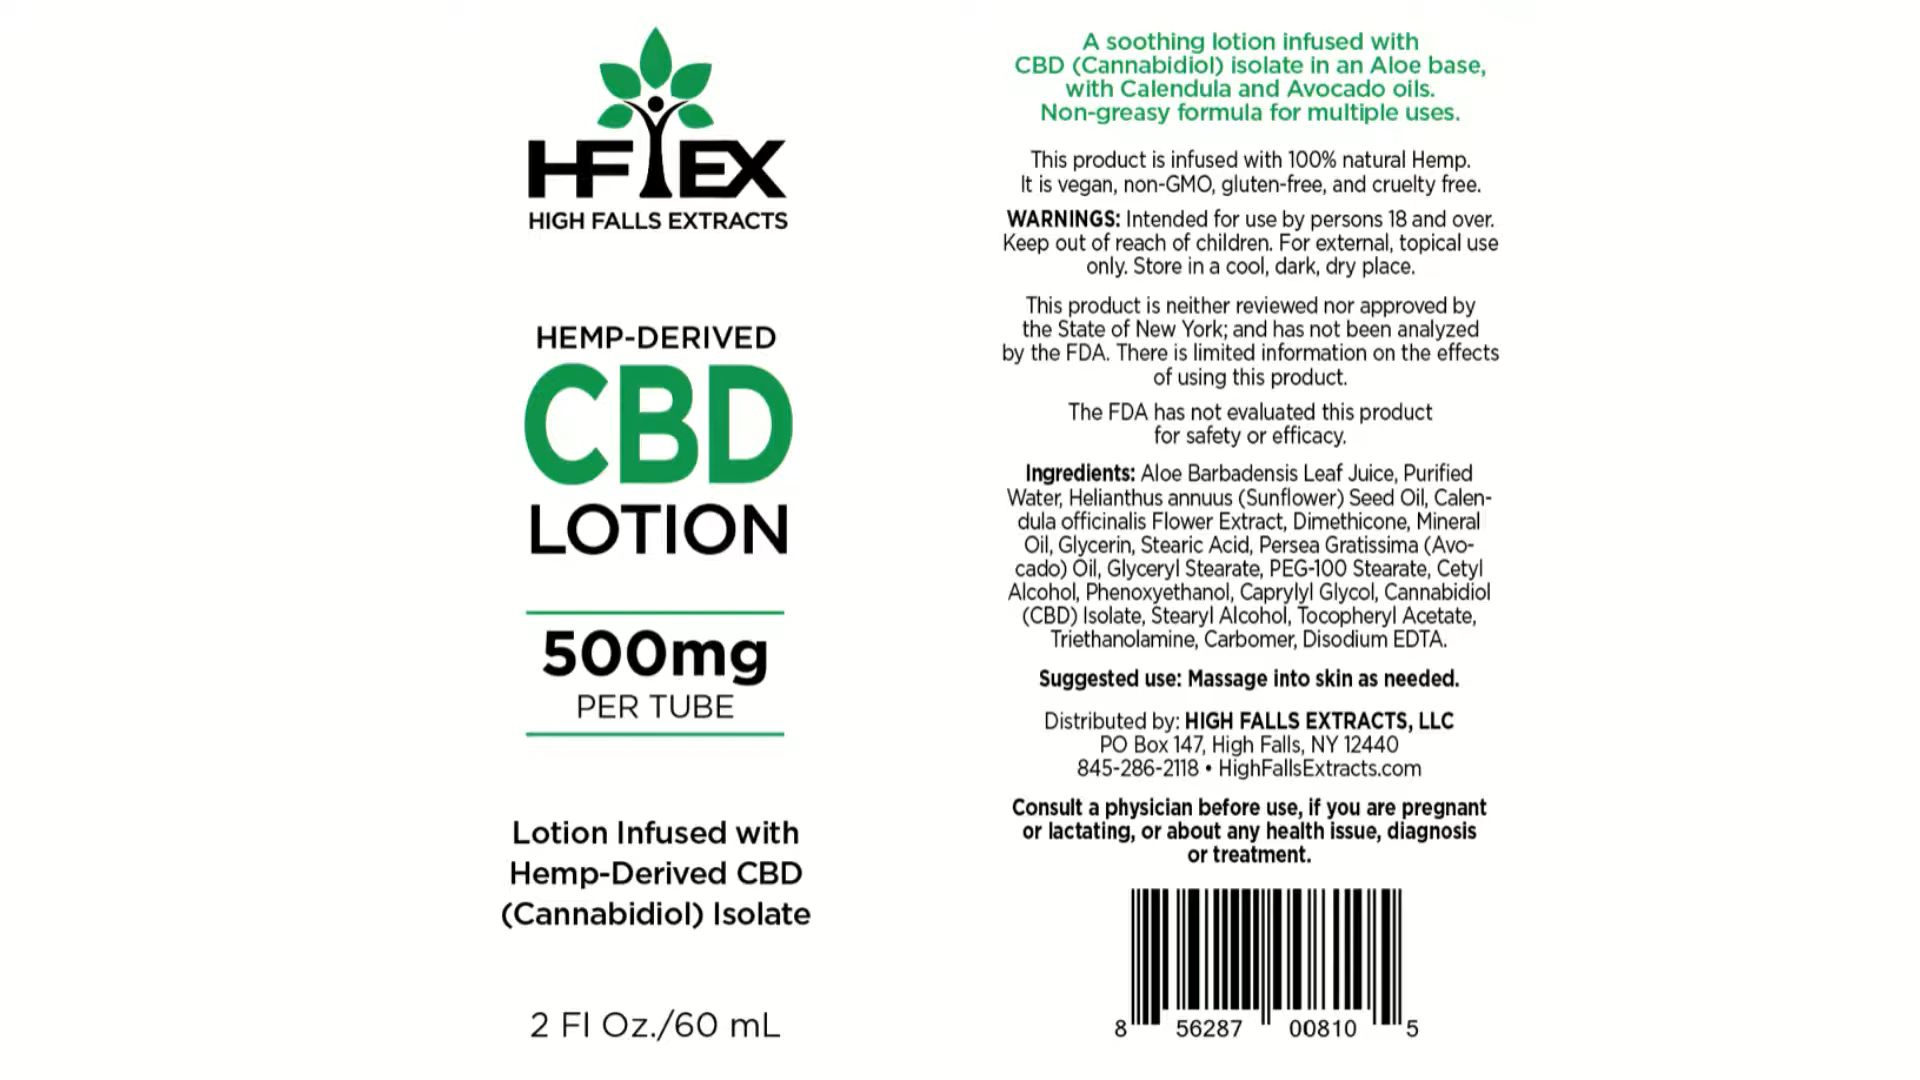 HFEX
HIGH FALLS EXTRACTS
HEMP-DERIVED
CBD
LOTION
500mg
PER TUBE
Lotion Infused with
Hemp-Derived CBD
(Cannabidiol) Isolate
2 Fl Oz./60 mL
A soothing lotion infused with
CBD (Cannabidiol) isolate in an Aloe base,
with Calendula and Avocado oils.
Non-greasy formula for multiple uses.
This product is infused with 100% natural Hemp.
It is vegan, non-GMO, gluten-free, and cruelty free.
WARNINGS: Intended for use by persons 18 and over.
Keep out of reach of children. For external, topical use
only. Store in a cool, dark, dry place.
This product is neither reviewed nor approved by
the State of New York; and has not been analyzed
by the FDA. There is limited information on the effects
of using this product.
The FDA has not evaluated this product
for safety or efficacy.
Ingredients: Aloe Barbadensis Leaf Juice, Purified
Water, Helianthus annuus (Sunflower) Seed Oil, Calen-
dula officinalis Flower Extract, Dimethicone, Mineral
Oil, Glycerin, Stearic Acid, Persea Gratissima (Avo-
cado) Oil, Glyceryl Stearate, PEG-100 Stearate, Cetyl
Alcohol, Phenoxyethanol, Caprylyl Glycol, Cannabidiol
(CBD) Isolate, Stearyl Alcohol, Tocopheryl Acetate,
Triethanolamine, Carbomer, Disodium EDTA.
Suggested use: Massage into skin as needed.
Distributed by: HIGH FALLS EXTRACTS, LLC
PO Box 147, High Falls, NY 12440
845-286-2118 • HighFallsExtracts.com
Consult a physician before use, if you are pregnant
or lactating, or about any health issue, diagnosis
or treatment.
8 56287 00810 5